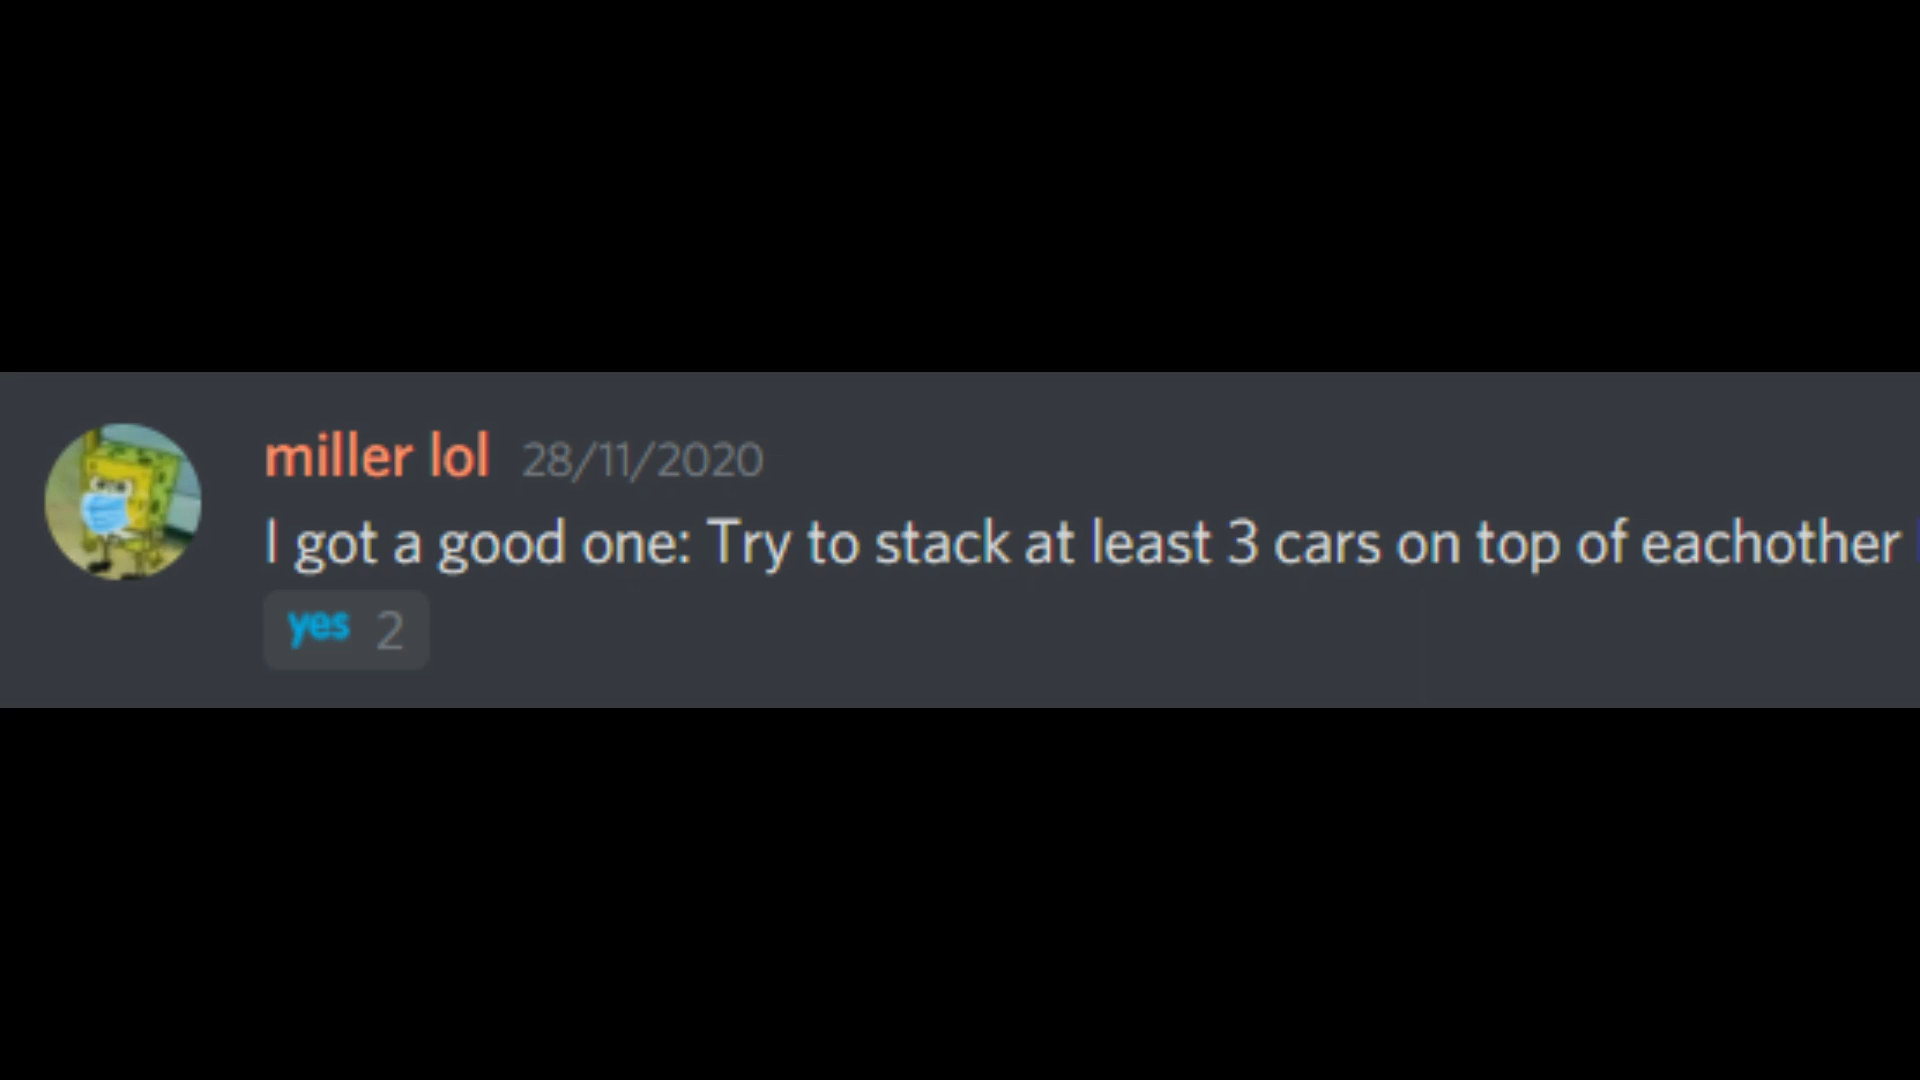 miller lol 28/11/2020
I got a good one: Try to stack at least 3 cars on top of eachother
yes 2